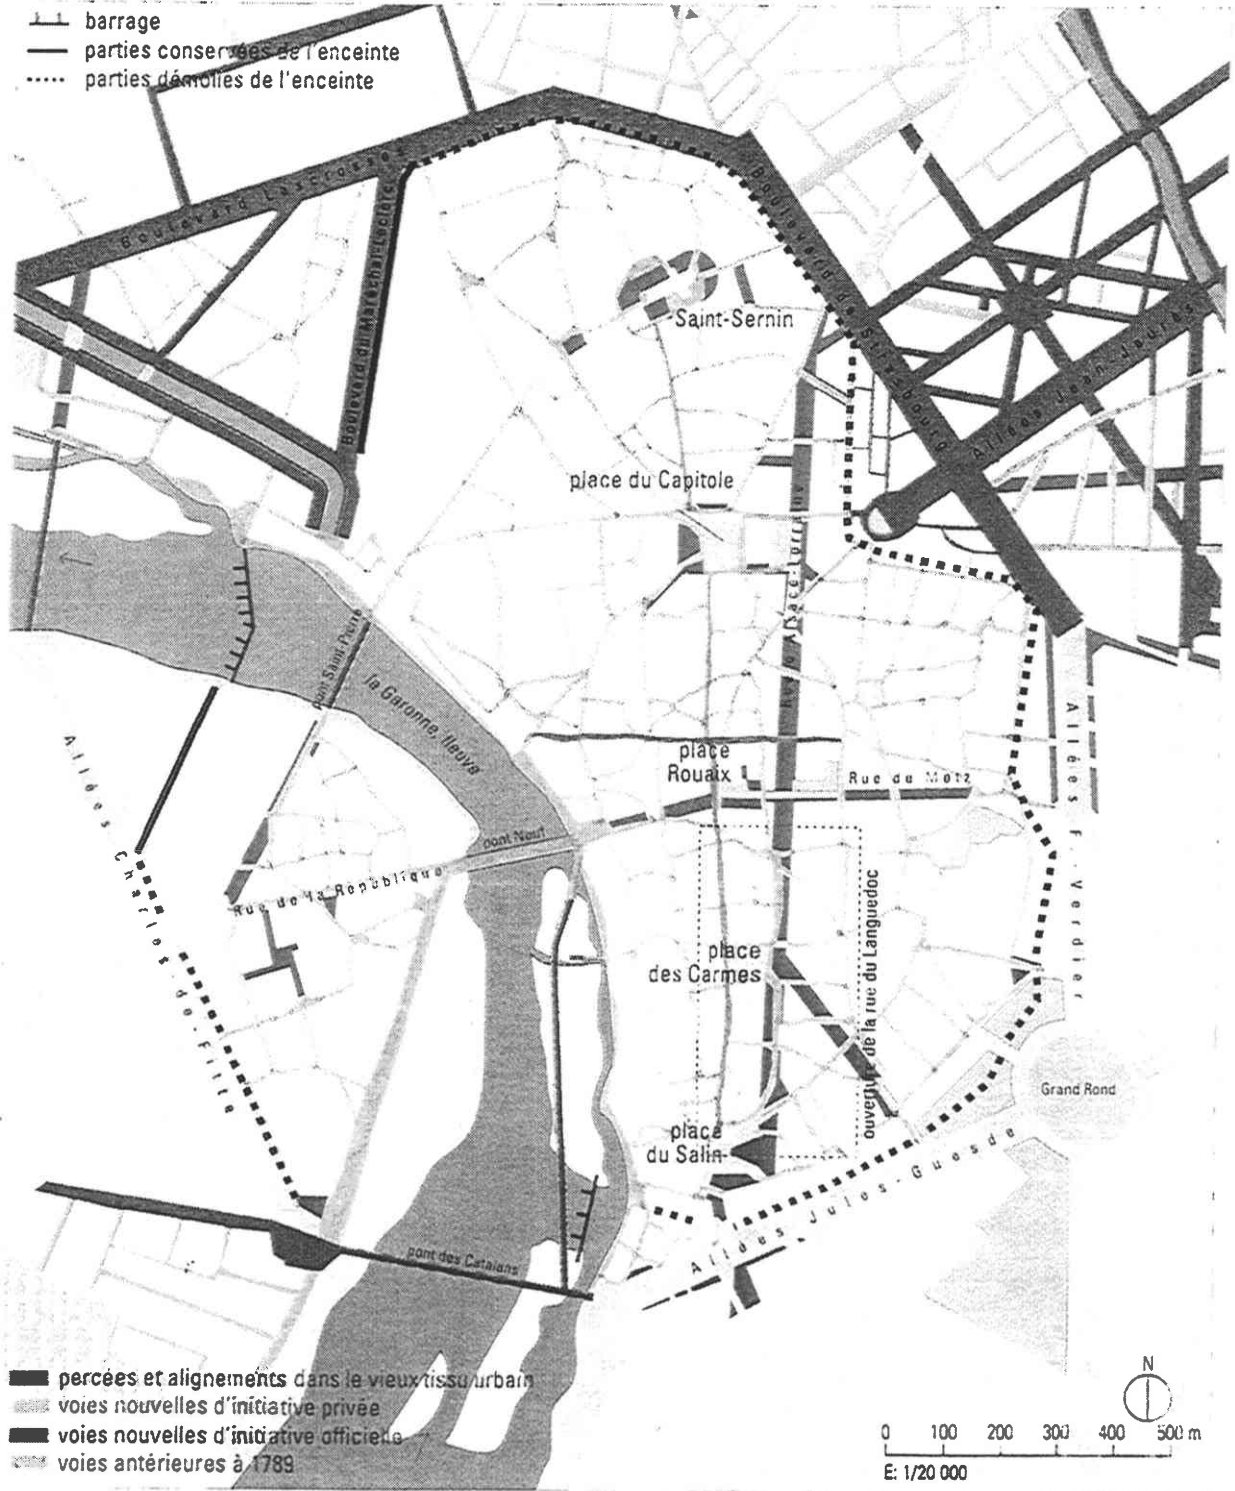 barrage
parties conservées de l'enceinte
parties démolies de l'enceinte
Boulevard Lascrosses
Boulevard du Maréchal-Leclerc
Boulevard de Strasbourg
Saint-Sernin
Allées Jean-Jaurès
place du Capitole
Rue d'Alsace-Lorraine
pont Saint-Pierre
la Garonne, fleuve
place
Rouaix
Rue de Metz
Allées F.-Verdier
Allées Charles-de-Fitte
pont Neuf
Rue de la République
place
des Carmes
ouverture de la rue du Languedoc
Grand Rond
place
du Salin
Allées Jules-Guesde
pont des Catalans
percées et alignements dans le vieux tissu urbain
voies nouvelles d'initiative privée
voies nouvelles d'initiative officielle
voies antérieures à 1789
N
0 100 200 300 400 500 m
E: 1/20 000